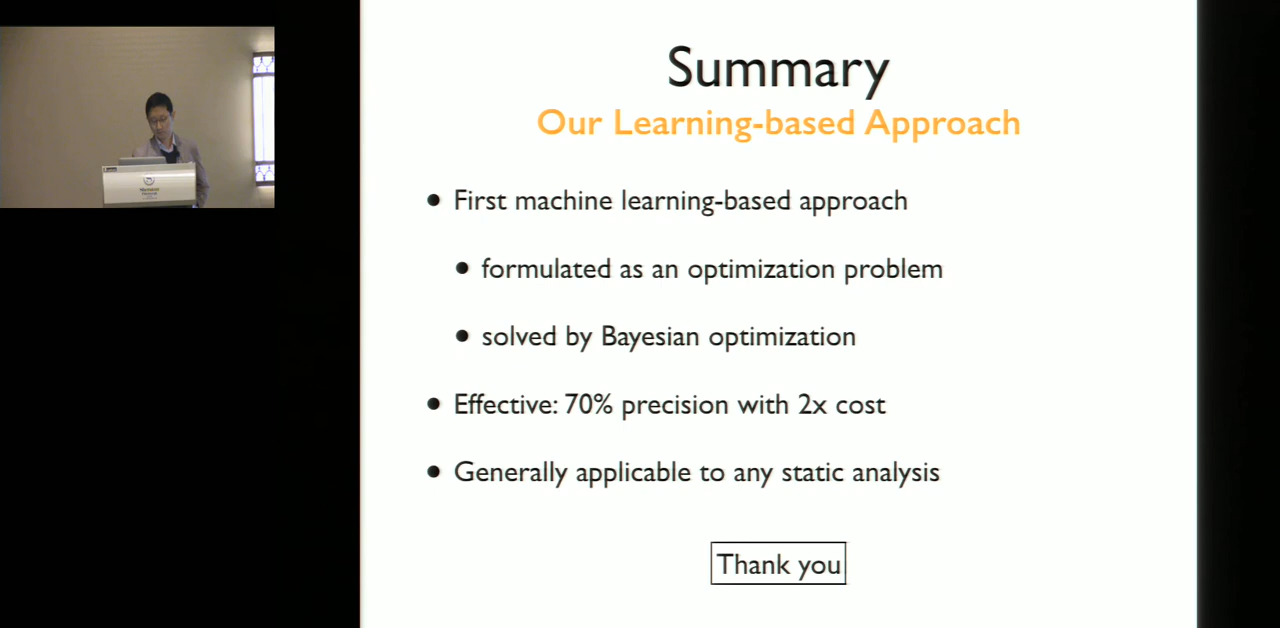 Summary
Our Learning-based Approach
• First machine learning-based approach
• formulated as an optimization problem
• solved by Bayesian optimization
• Effective: 70% precision with 2x cost
• Generally applicable to any static analysis
Thank you